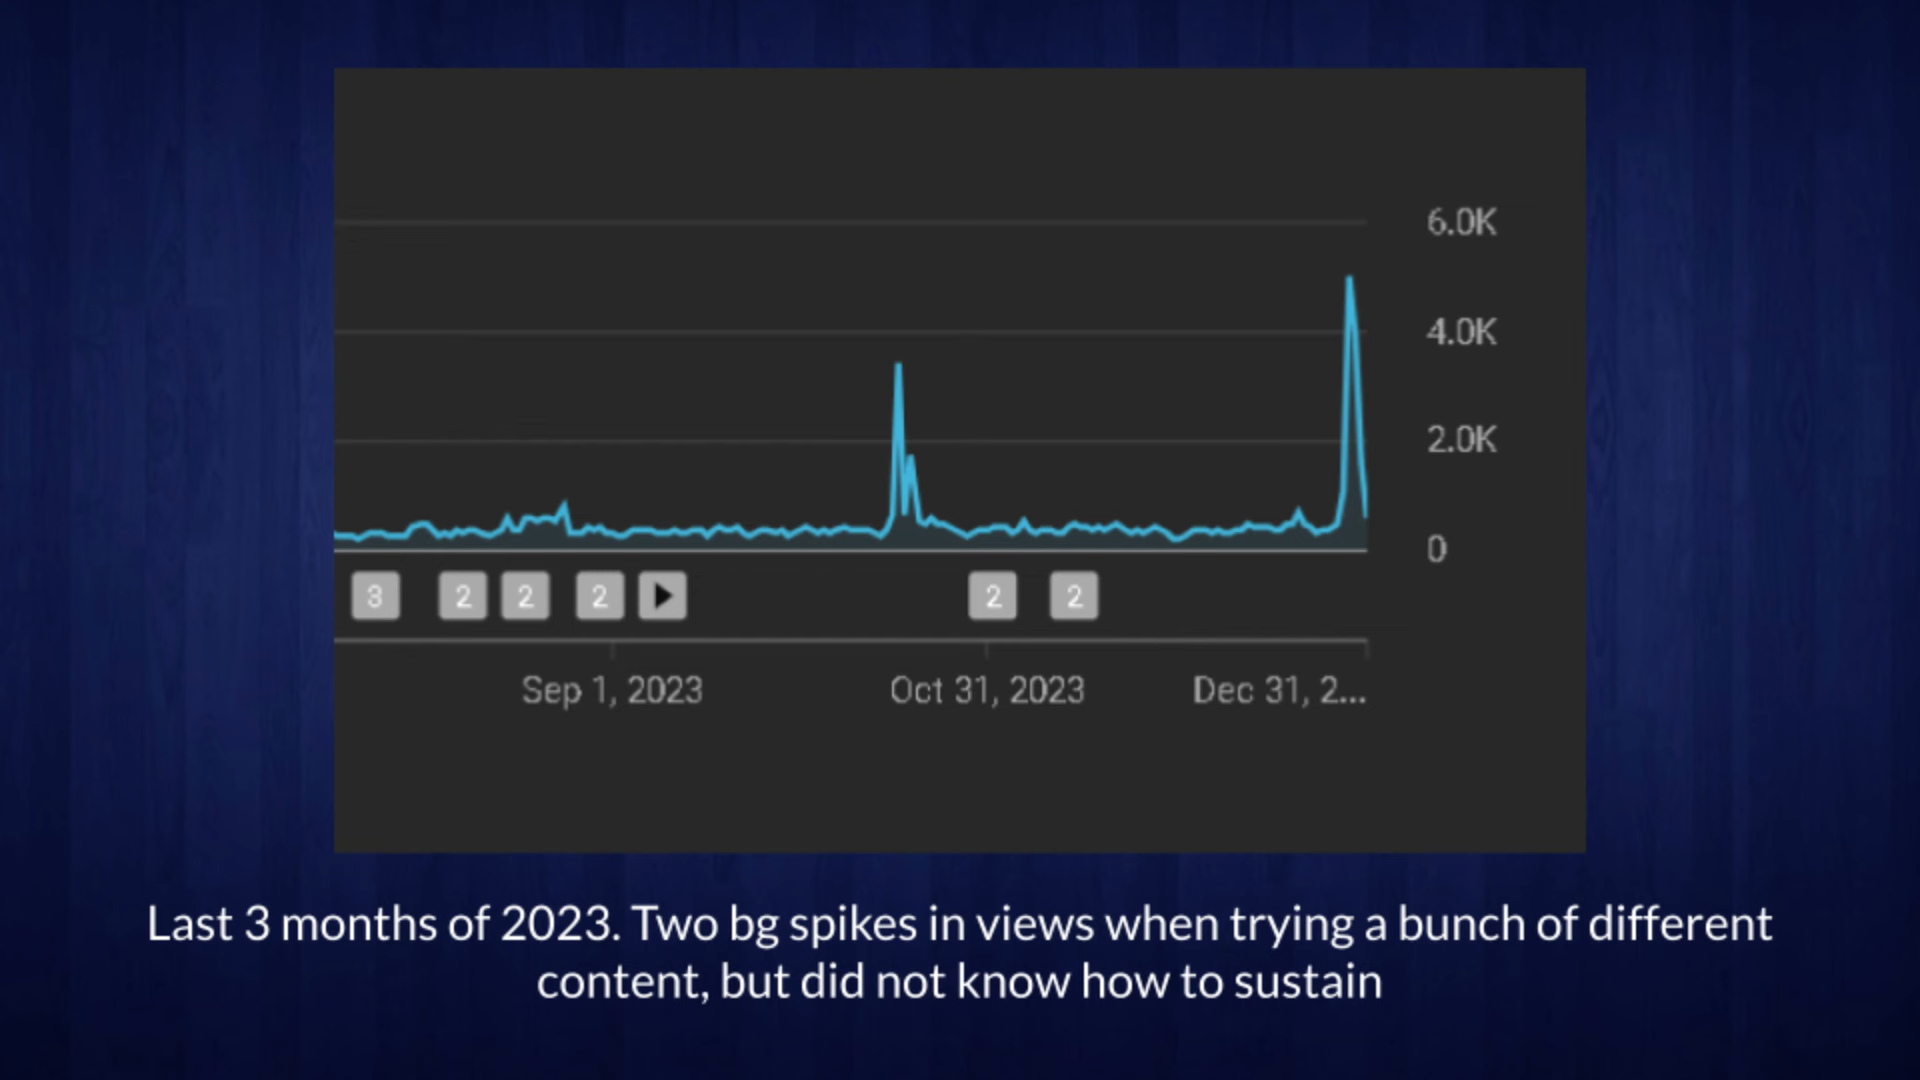 6.0K
4.0K
2.0K
0
3 2 2 2 2 2
Sep 1, 2023 Oct 31, 2023 Dec 31, 2...
Last 3 months of 2023. Two bg spikes in views when trying a bunch of different
content, but did not know how to sustain